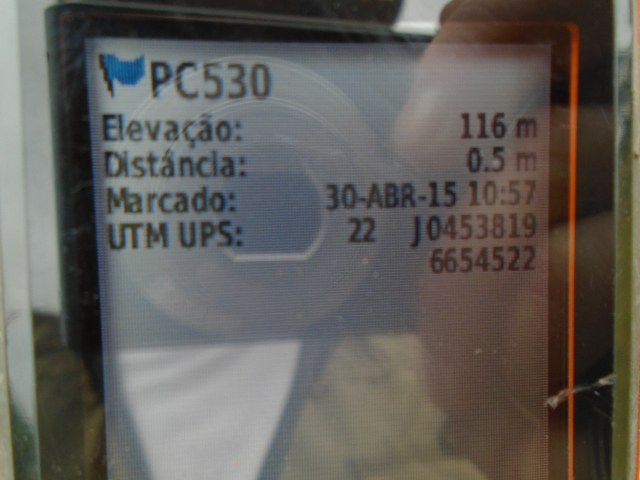 PC530
Elevação: 116 m
Distância: 0.5 m
Marcado: 30-ABR-15 10:57
UTM UPS: 22 J0453819
6654522